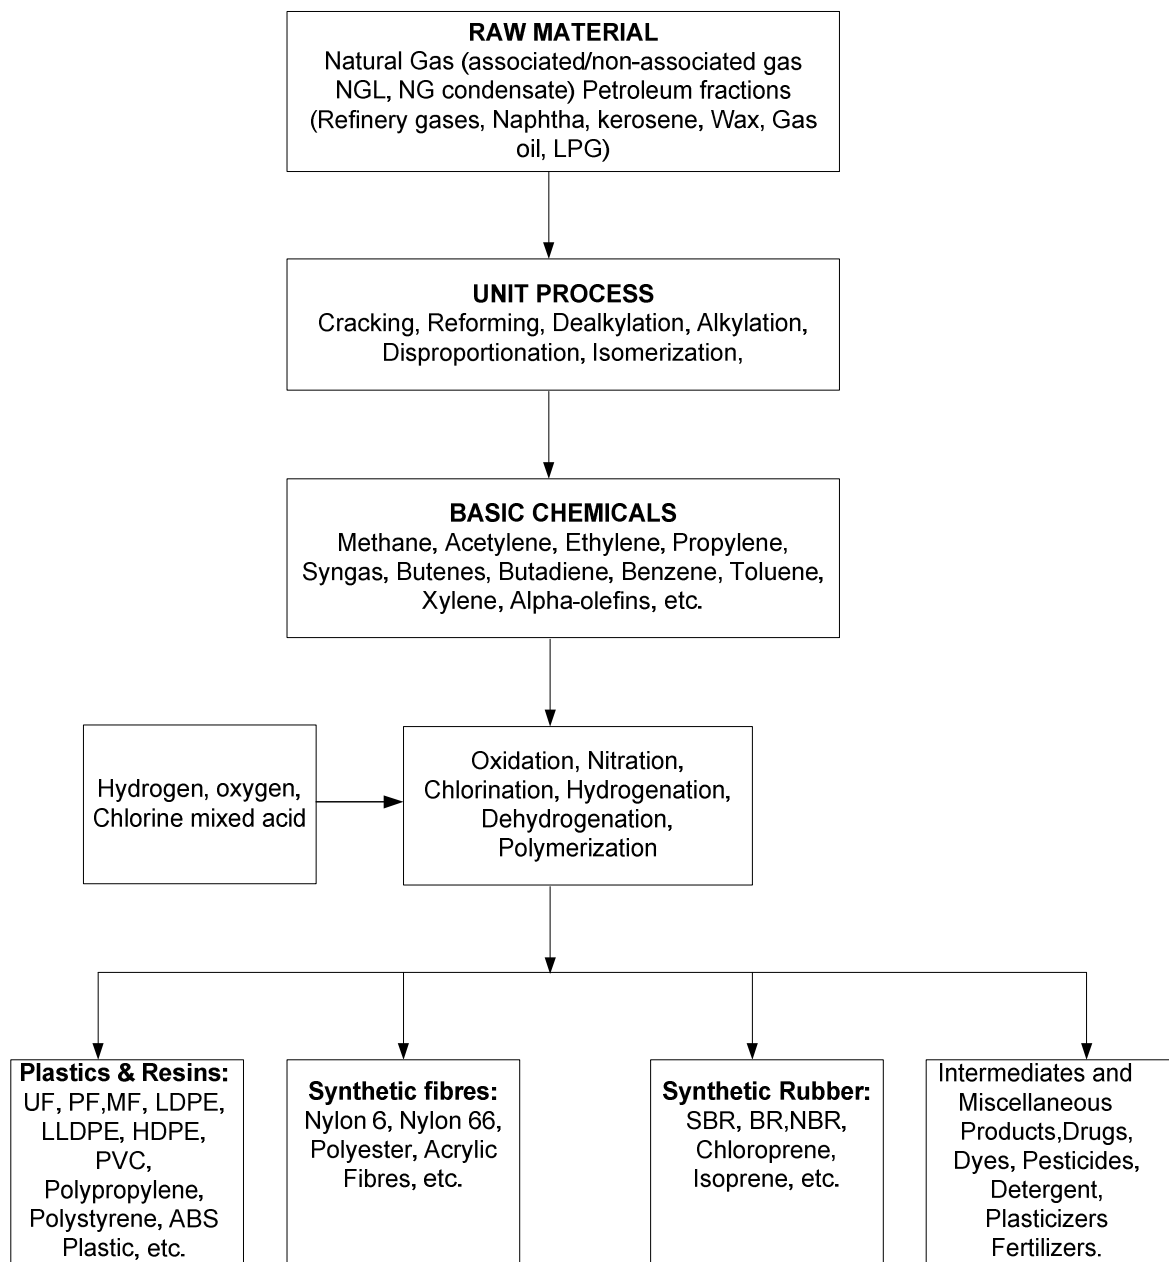 RAW MATERIAL
Natural Gas (associated/non-associated gas
NGL, NG condensate) Petroleum fractions
(Refinery gases, Naphtha, kerosene, Wax, Gas
oil, LPG)
UNIT PROCESS
Cracking, Reforming, Dealkylation, Alkylation,
Disproportionation, Isomerization,
BASIC CHEMICALS
Methane, Acetylene, Ethylene, Propylene,
Syngas, Butenes, Butadiene, Benzene, Toluene,
Xylene, Alpha-olefins, etc.
Hydrogen, oxygen,
Chlorine mixed acid
Oxidation, Nitration,
Chlorination, Hydrogenation,
Dehydrogenation,
Polymerization
Plastics & Resins:
UF, PF,MF, LDPE,
LLDPE, HDPE,
PVC,
Polypropylene,
Polystyrene, ABS
Plastic, etc.
Synthetic fibres:
Nylon 6, Nylon 66,
Polyester, Acrylic
Fibres, etc.
Synthetic Rubber:
SBR, BR,NBR,
Chloroprene,
Isoprene, etc.
Intermediates and
Miscellaneous
Products,Drugs,
Dyes, Pesticides,
Detergent,
Plasticizers
Fertilizers.